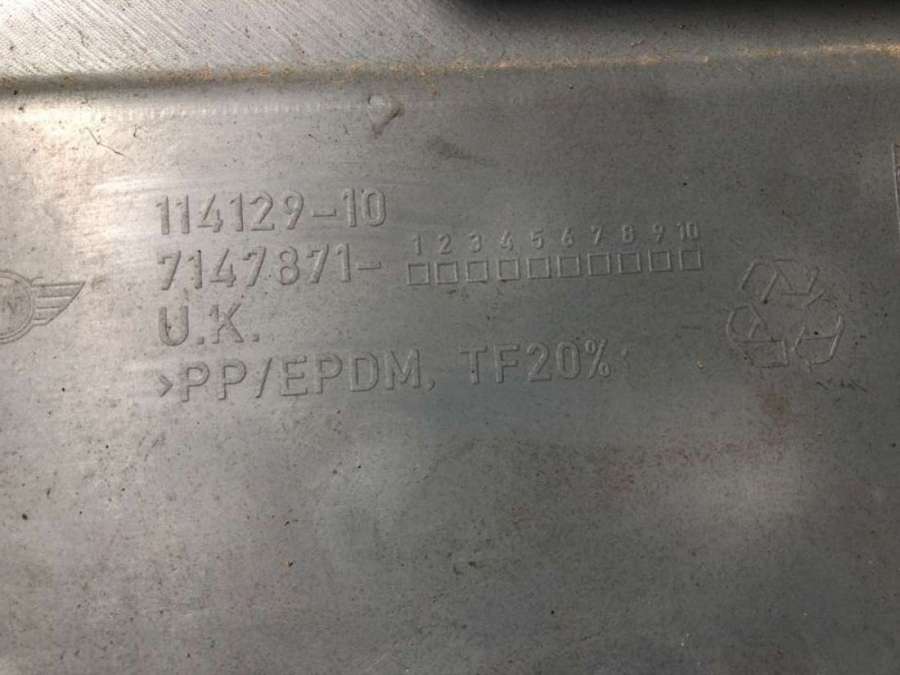 114129-10
1 2 3 4 5 6 7 8 9 10
7147871-
U.K.
>PP/EPDM, TF20%